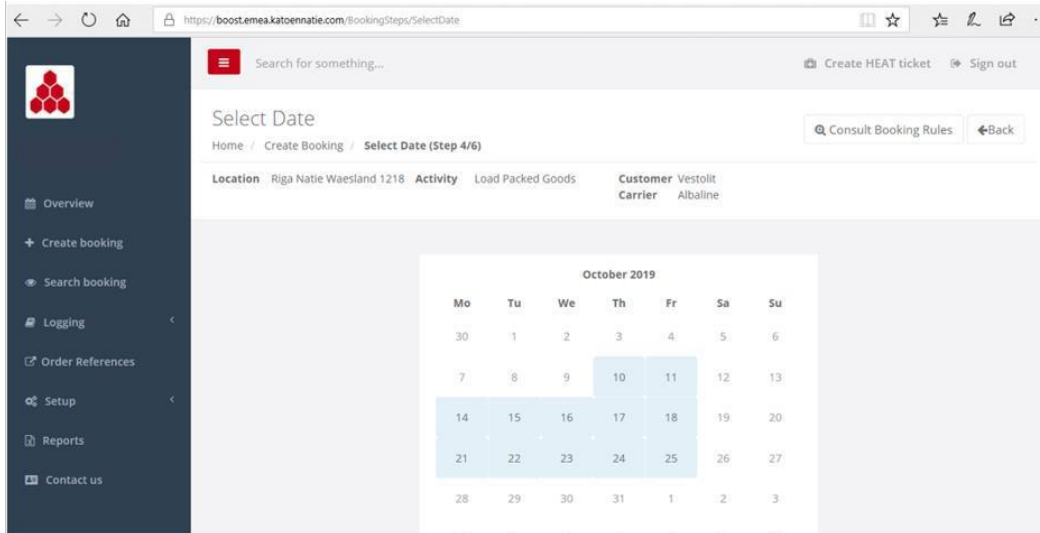 https://boost.emea.katoennatie.com/BookingSteps/SelectDate
Search for something...
Create HEAT ticket
Sign out
Select Date
Home / Create Booking / Select Date (Step 4/6)
Consult Booking Rules
Back
Location Riga Natie Waesland 1218 Activity Load Packed Goods Customer Vestolit
Carrier Albaline
Overview
Create booking
Search booking
Logging
Order References
Setup
Reports
Contact us
October 2019
Mo Tu We Th Fr Sa Su
30 1 2 3 4 5 6
7 8 9 10 11 12 13
14 15 16 17 18 19 20
21 22 23 24 25 26 27
28 29 30 31 1 2 3